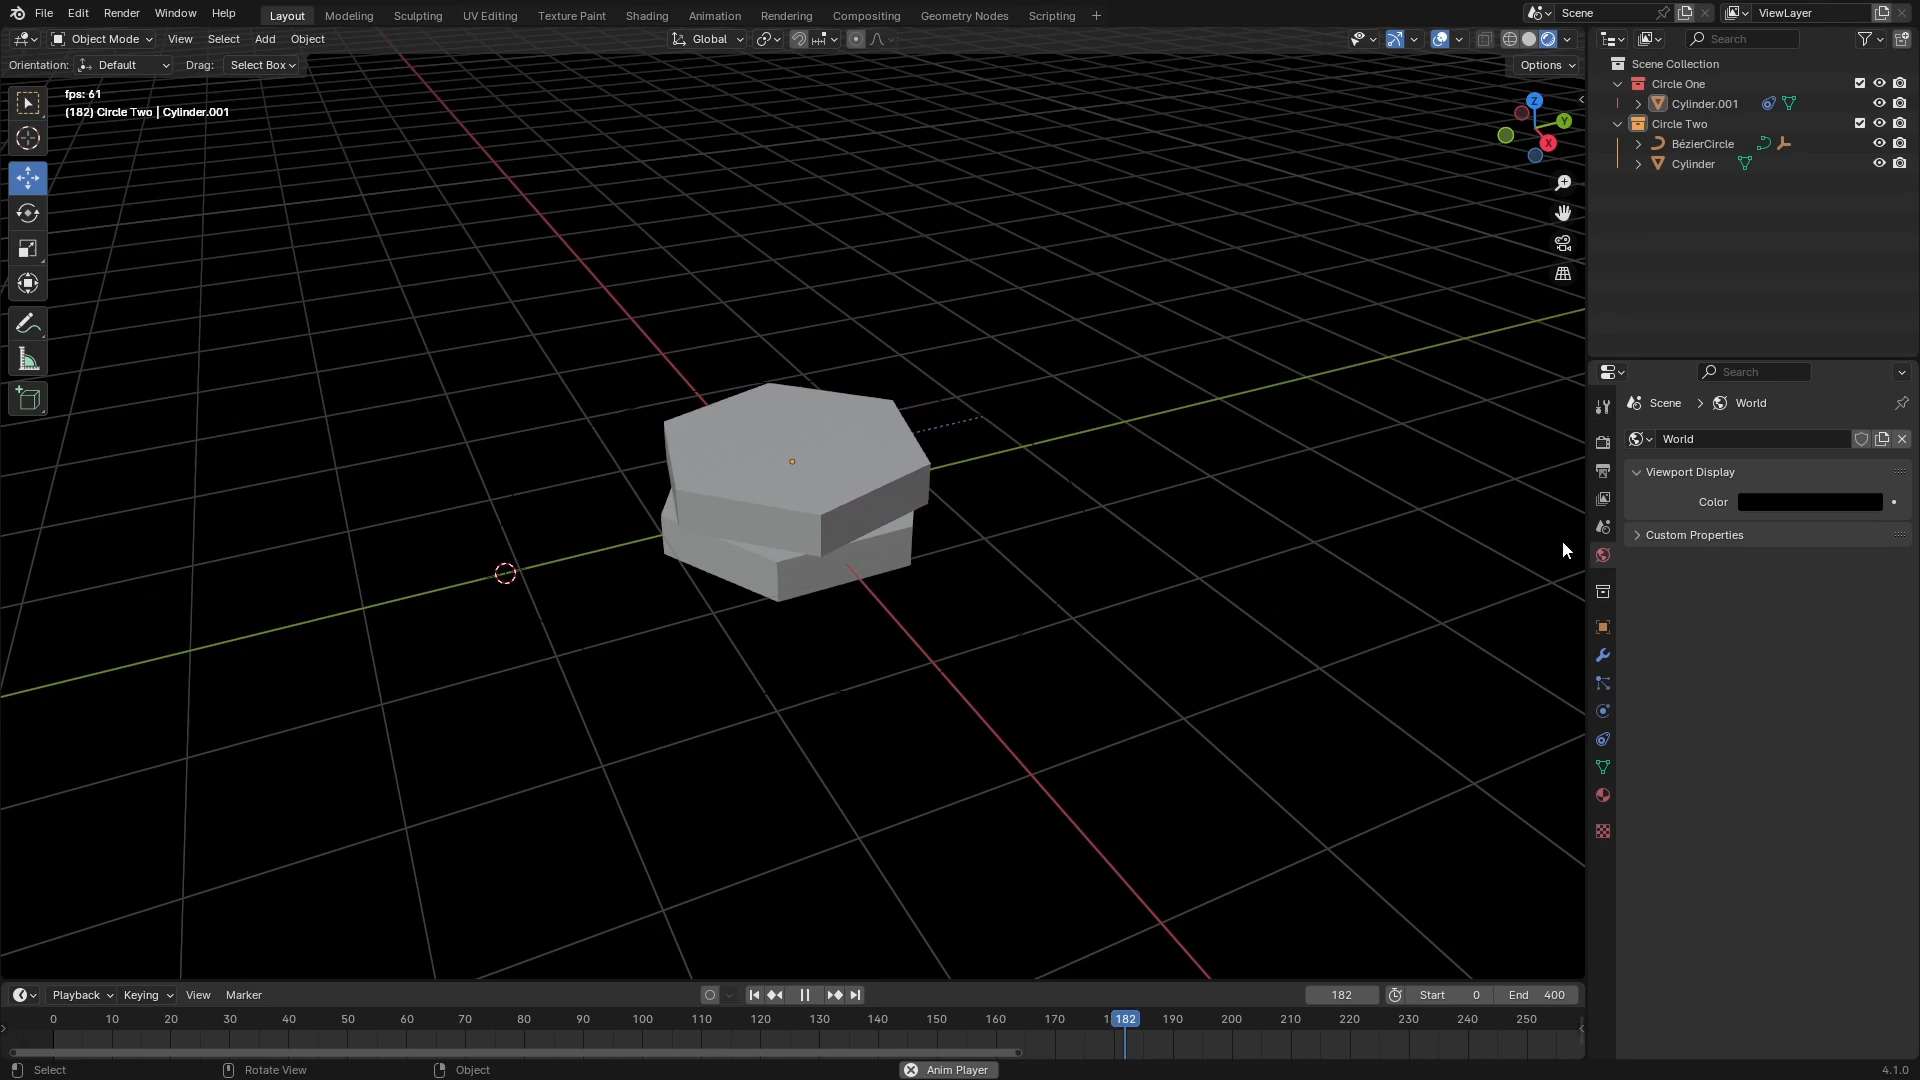 File Edit Render Window Help Layout Modeling Sculpting UV Editing Texture Paint Shading Animation Rendering Compositing Geometry Nodes Scripting + Scene ViewLayer
Object Mode View Select Add Object Global Search
Orientation: Default Drag: Select Box Options
Scene Collection
fps: 61
Circle One
(182) Circle Two | Cylinder.001
Cylinder.001
Circle Two
BézierCircle
Cylinder
Z
Y
X
Search
Scene > World
World
Viewport Display
Color
Custom Properties
Playback Keying View Marker 182 Start 0 End 400
0 10 20 30 40 50 60 70 80 90 100 110 120 130 140 150 160 170 182 190 200 210 220 230 240 250
Select Rotate View Object Anim Player 4.1.0